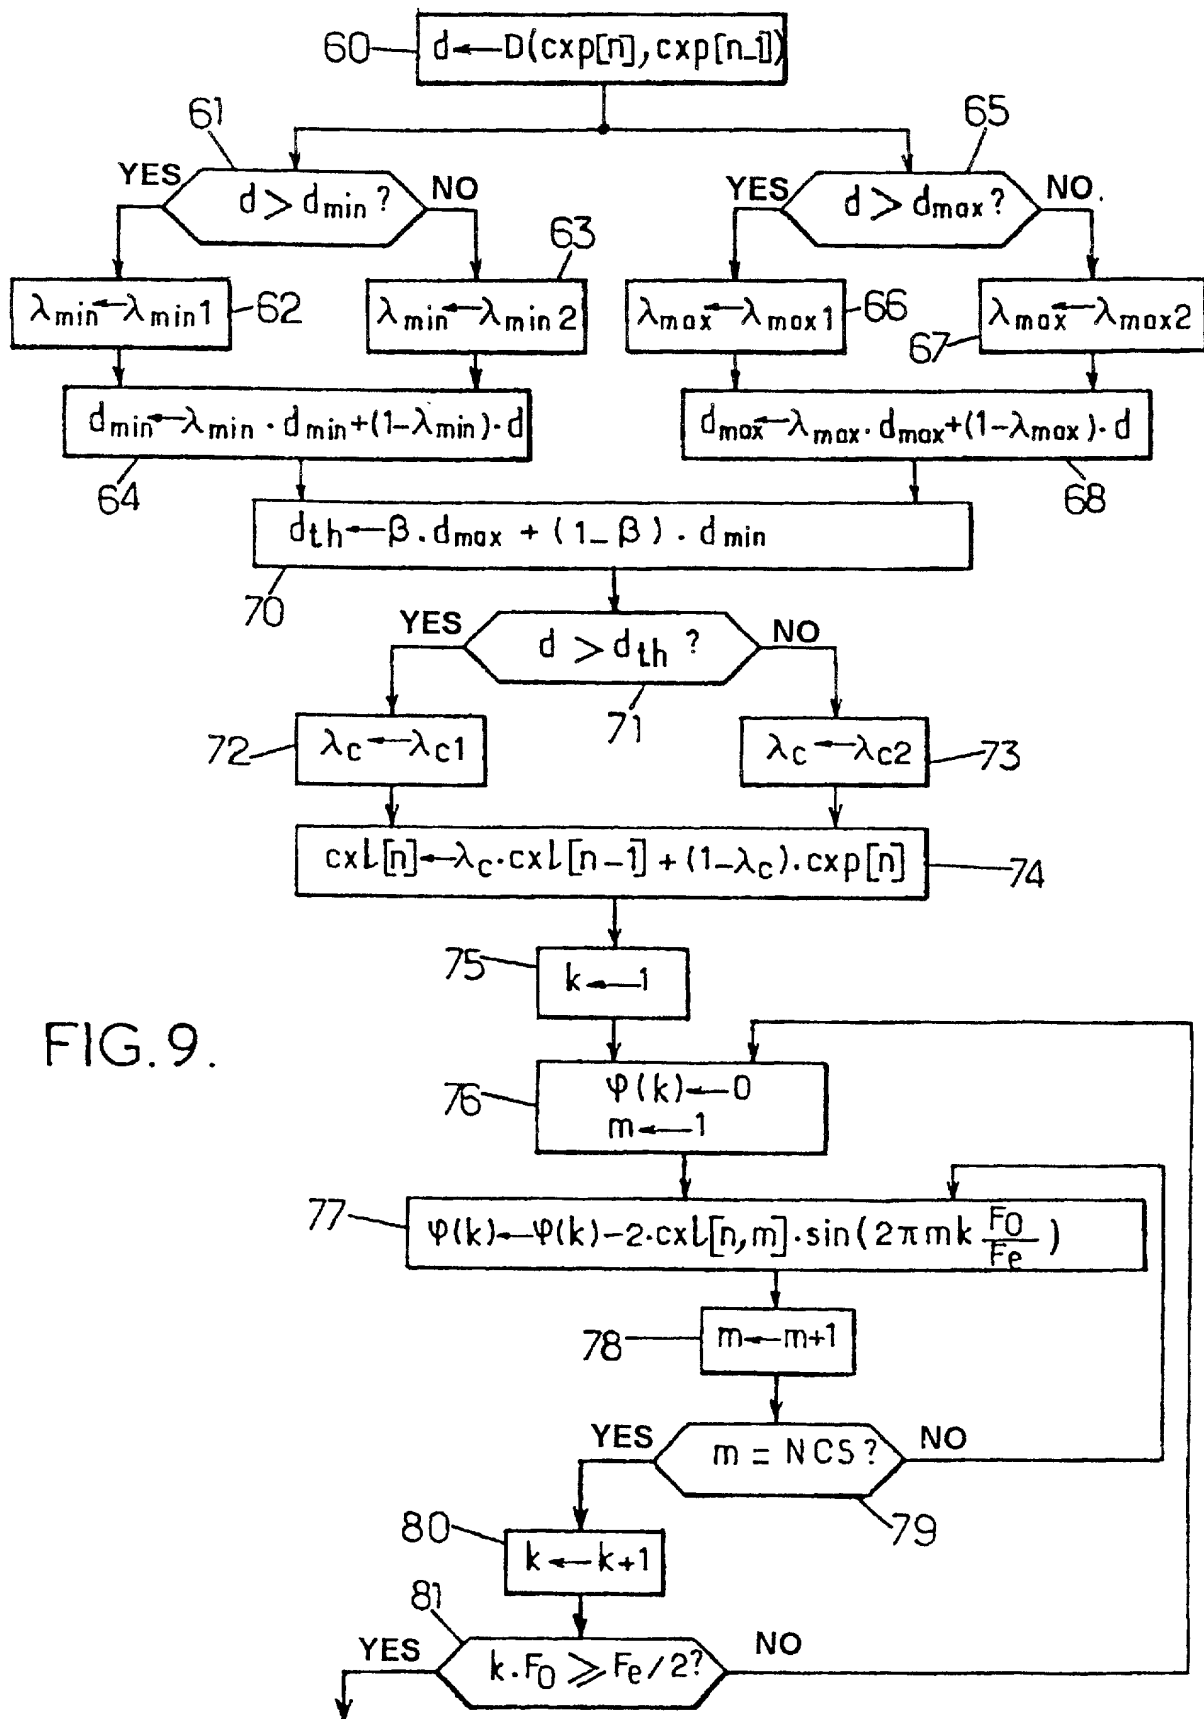 60
d←D(cxp[n],cxp[n-1])
61
65
YES
d > dmin ?
NO
YES
d > dmax ?
NO.
63
λmin←λmin1
62
λmin←λmin2
λmax←λmax1
66
λmax←λmax2
67
dmin←λmin·dmin+(1-λmin)·d
dmax←λmax·dmax+(1-λmax)·d
64
68
dth←β.dmax + (1-β).dmin
70
YES
d > dth ?
NO
71
72
λc←λc1
λc←λc2
73
cxl[n]←λc.cxl[n-1] + (1-λc).cxp[n]
74
75
k←1
FIG.9.
76
φ(k)←0
m←1
77
φ(k)←φ(k)-2·cxl[n,m]·sin(2πmk F0/Fe)
78
m←m+1
YES
m = NCS ?
NO
79
80
k←k+1
81
YES
k.F0 ⩾ Fe/2?
NO